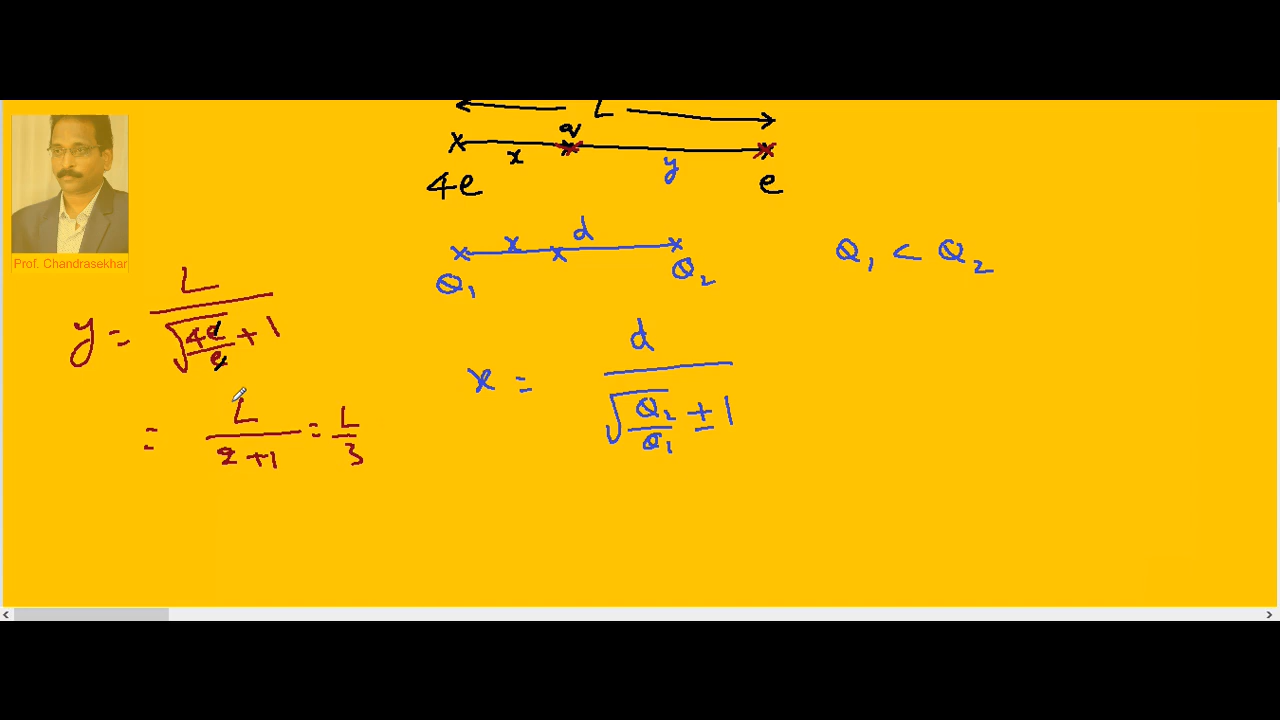 L
q
x
y
4e
e
x
d
Q₁
Q₂
Q₁ < Q₂
Prof. Chandrasekhar
y = L / (√(4e/e) + 1)
= L / (2 + 1) = L / 3
x = d / (√(Q₂/Q₁) ± 1)